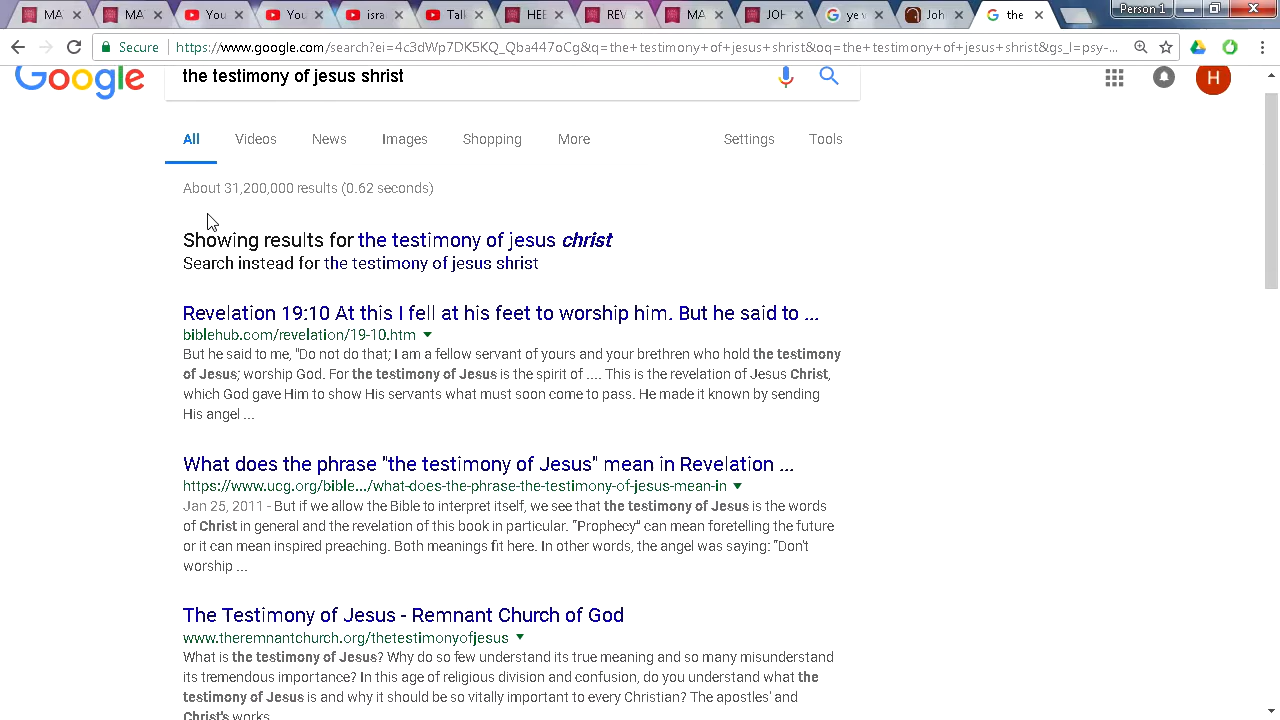 MA
MA
You
You
isra
Tall
HEE
REV
MA
JOH
ye v
Joh
the
Person 1
Secure
https://www.google.com/search?ei=4c3dWp7DK5KQ_Qba447oCg&q=the+testimony+of+jesus+shrist&oq=the+testimony+of+jesus+shrist&gs_l=psy-...
Google
the testimony of jesus shrist
H
All Videos News Images Shopping More Settings Tools
About 31,200,000 results (0.62 seconds)
Showing results for the testimony of jesus christ
Search instead for the testimony of jesus shrist
Revelation 19:10 At this I fell at his feet to worship him. But he said to ...
biblehub.com/revelation/19-10.htm
But he said to me, "Do not do that; I am a fellow servant of yours and your brethren who hold the testimony
of Jesus; worship God. For the testimony of Jesus is the spirit of .... This is the revelation of Jesus Christ,
which God gave Him to show His servants what must soon come to pass. He made it known by sending
His angel ...
What does the phrase "the testimony of Jesus" mean in Revelation ...
https://www.ucg.org/bible.../what-does-the-phrase-the-testimony-of-jesus-mean-in
Jan 25, 2011 - But if we allow the Bible to interpret itself, we see that the testimony of Jesus is the words
of Christ in general and the revelation of this book in particular. "Prophecy" can mean foretelling the future
or it can mean inspired preaching. Both meanings fit here. In other words, the angel was saying: "Don't
worship ...
The Testimony of Jesus - Remnant Church of God
www.theremnantchurch.org/thetestimonyofjesus
What is the testimony of Jesus? Why do so few understand its true meaning and so many misunderstand
its tremendous importance? In this age of religious division and confusion, do you understand what the
testimony of Jesus is and why it should be so vitally important to every Christian? The apostles' and
Christ's works